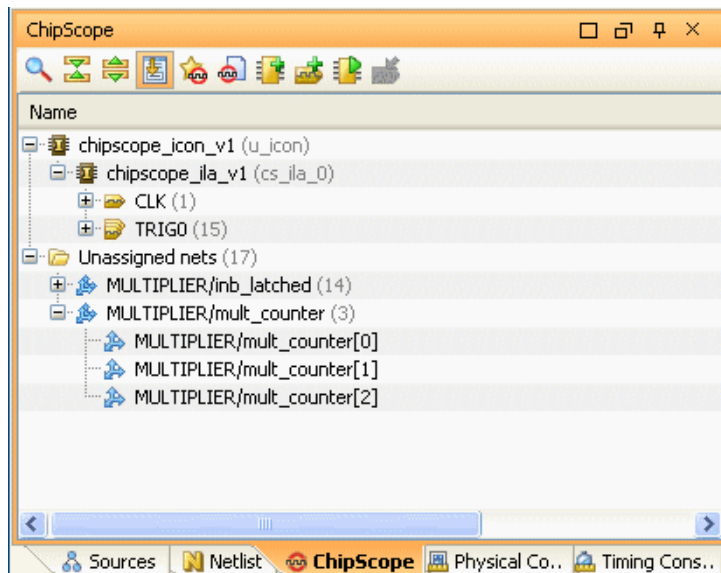 ChipScope
Name
chipscope_icon_v1 (u_icon)
chipscope_ila_v1 (cs_ila_0)
CLK (1)
TRIG0 (15)
Unassigned nets (17)
MULTIPLIER/inb_latched (14)
MULTIPLIER/mult_counter (3)
MULTIPLIER/mult_counter[0]
MULTIPLIER/mult_counter[1]
MULTIPLIER/mult_counter[2]
Sources Netlist ChipScope Physical Co.. Timing Cons..